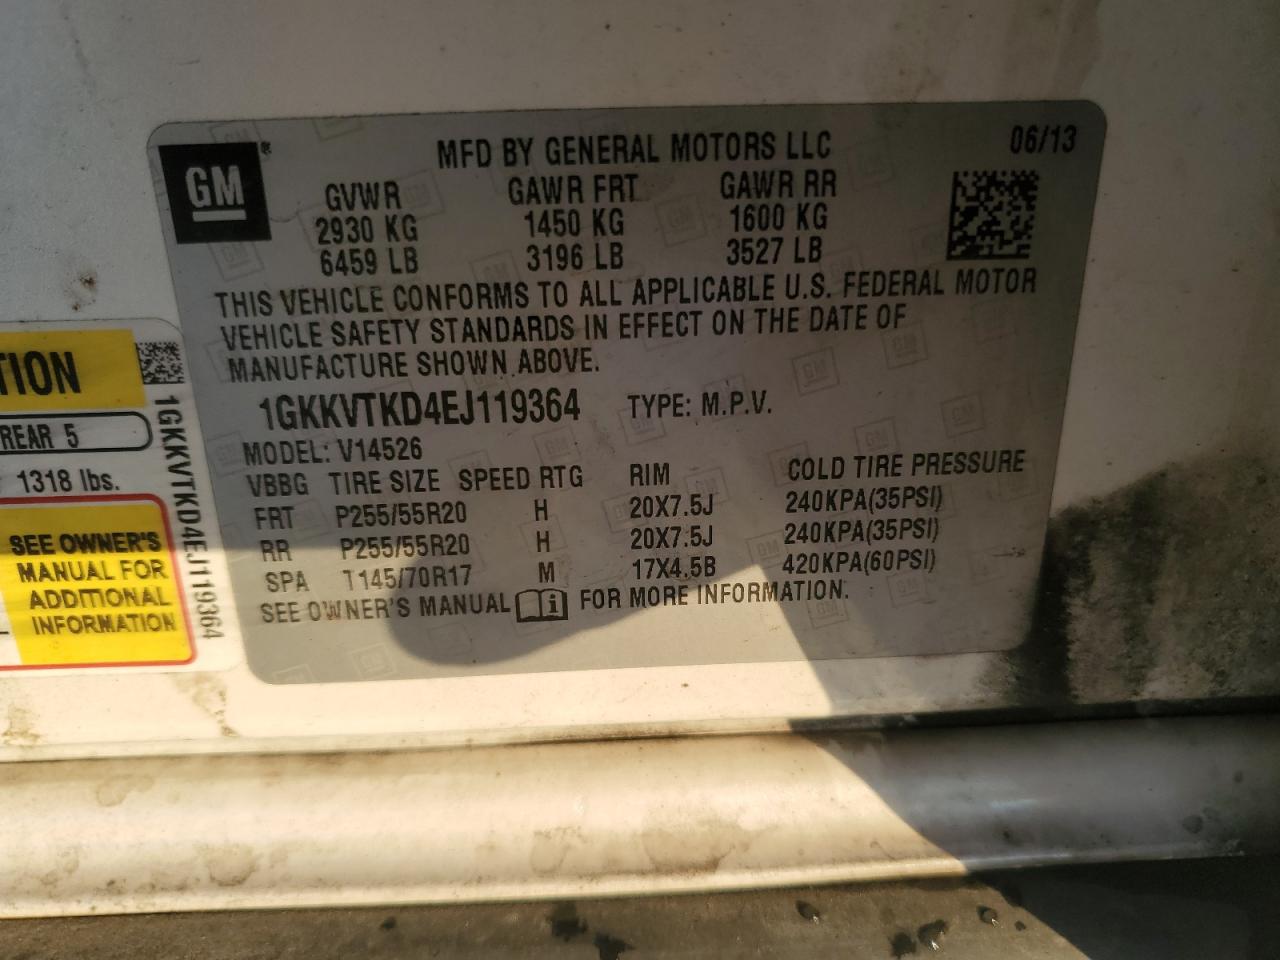 GM®
MFD BY GENERAL MOTORS LLC 06/13
GVWR GAWR FRT GAWR RR
2930 KG 1450 KG 1600 KG
6459 LB 3196 LB 3527 LB
THIS VEHICLE CONFORMS TO ALL APPLICABLE U.S. FEDERAL MOTOR
VEHICLE SAFETY STANDARDS IN EFFECT ON THE DATE OF
MANUFACTURE SHOWN ABOVE.
1GKKVTKD4EJ119364 TYPE: M.P.V.
MODEL: V14526
VBBG TIRE SIZE SPEED RTG RIM COLD TIRE PRESSURE
FRT P255/55R20 H 20X7.5J 240KPA(35PSI)
RR P255/55R20 H 20X7.5J 240KPA(35PSI)
SPA T145/70R17 M 17X4.5B 420KPA(60PSI)
SEE OWNER'S MANUAL i FOR MORE INFORMATION.
TION
REAR 5
1318 lbs.
SEE OWNER'S
MANUAL FOR
ADDITIONAL
INFORMATION
1GKKVTKD4EJ119364